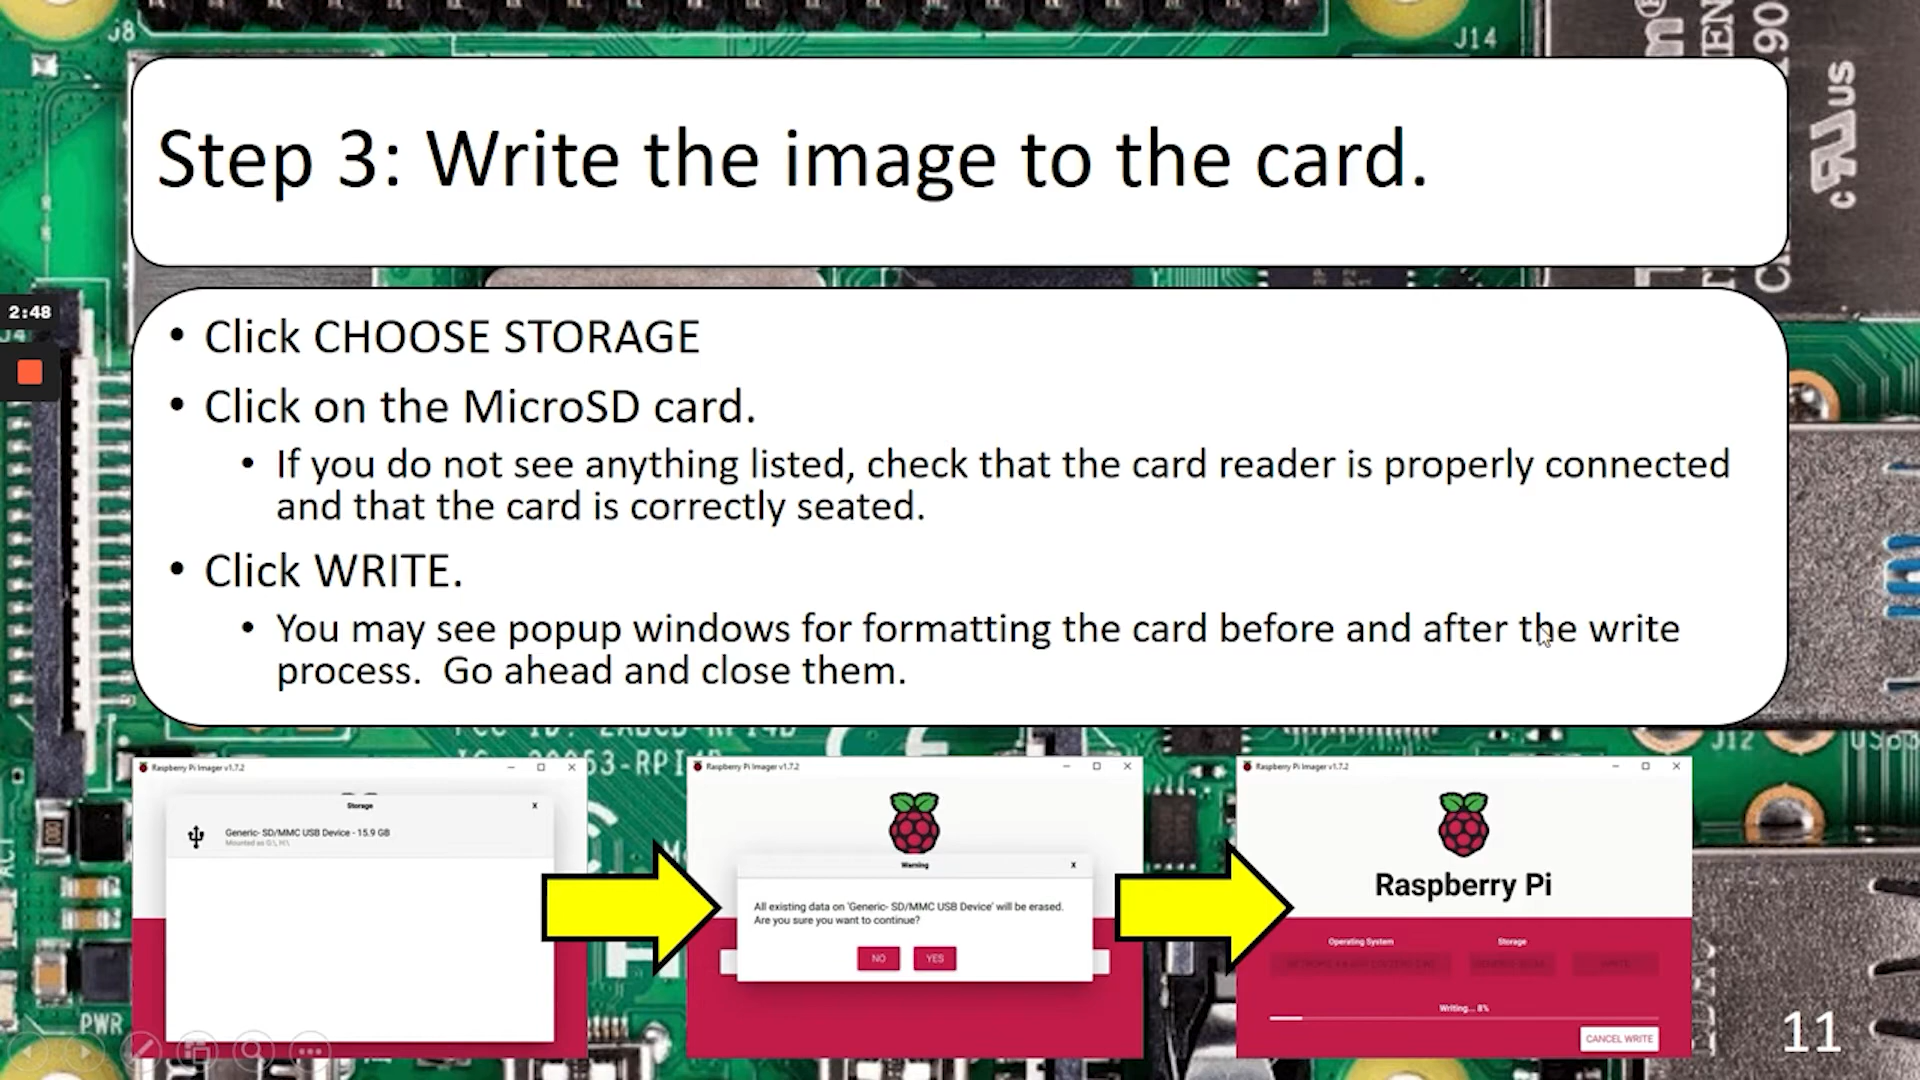 J8
J14
Step 3: Write the image to the card.
c us
2:48
• Click CHOOSE STORAGE
• Click on the MicroSD card.
• If you do not see anything listed, check that the card reader is properly connected
and that the card is correctly seated.
• Click WRITE.
• You may see popup windows for formatting the card before and after the write
process. Go ahead and close them.
J12
Raspberry Pi Imager v1.7.2
Storage
X
Generic- SD/MMC USB Device - 15.9 GB
Mounted as G:\, H:\
Raspberry Pi Imager v1.7.2
Warning
X
All existing data on 'Generic- SD/MMC USB Device' will be erased.
Are you sure you want to continue?
NO
YES
Raspberry Pi Imager v1.7.2
Raspberry Pi
Operating System
Storage
WRITE
Writing... 8%
CANCEL WRITE
PWR
11